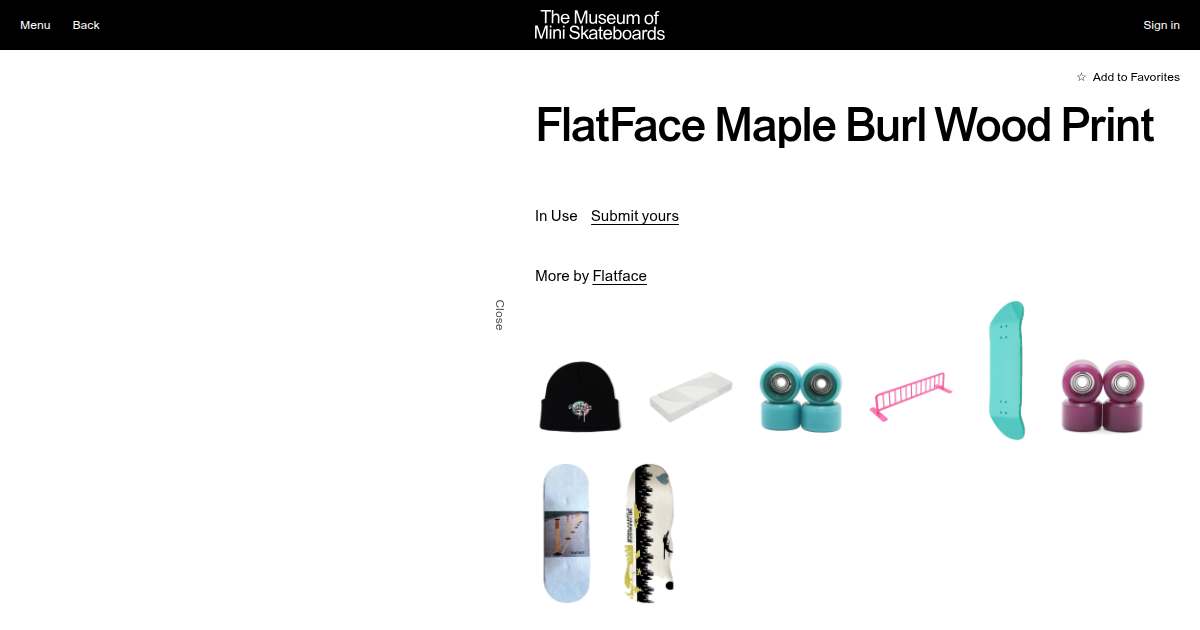 Menu
Back
The Museum of
Mini Skateboards
Sign in
☆ Add to Favorites
FlatFace Maple Burl Wood Print
In Use Submit yours
More by Flatface
Close